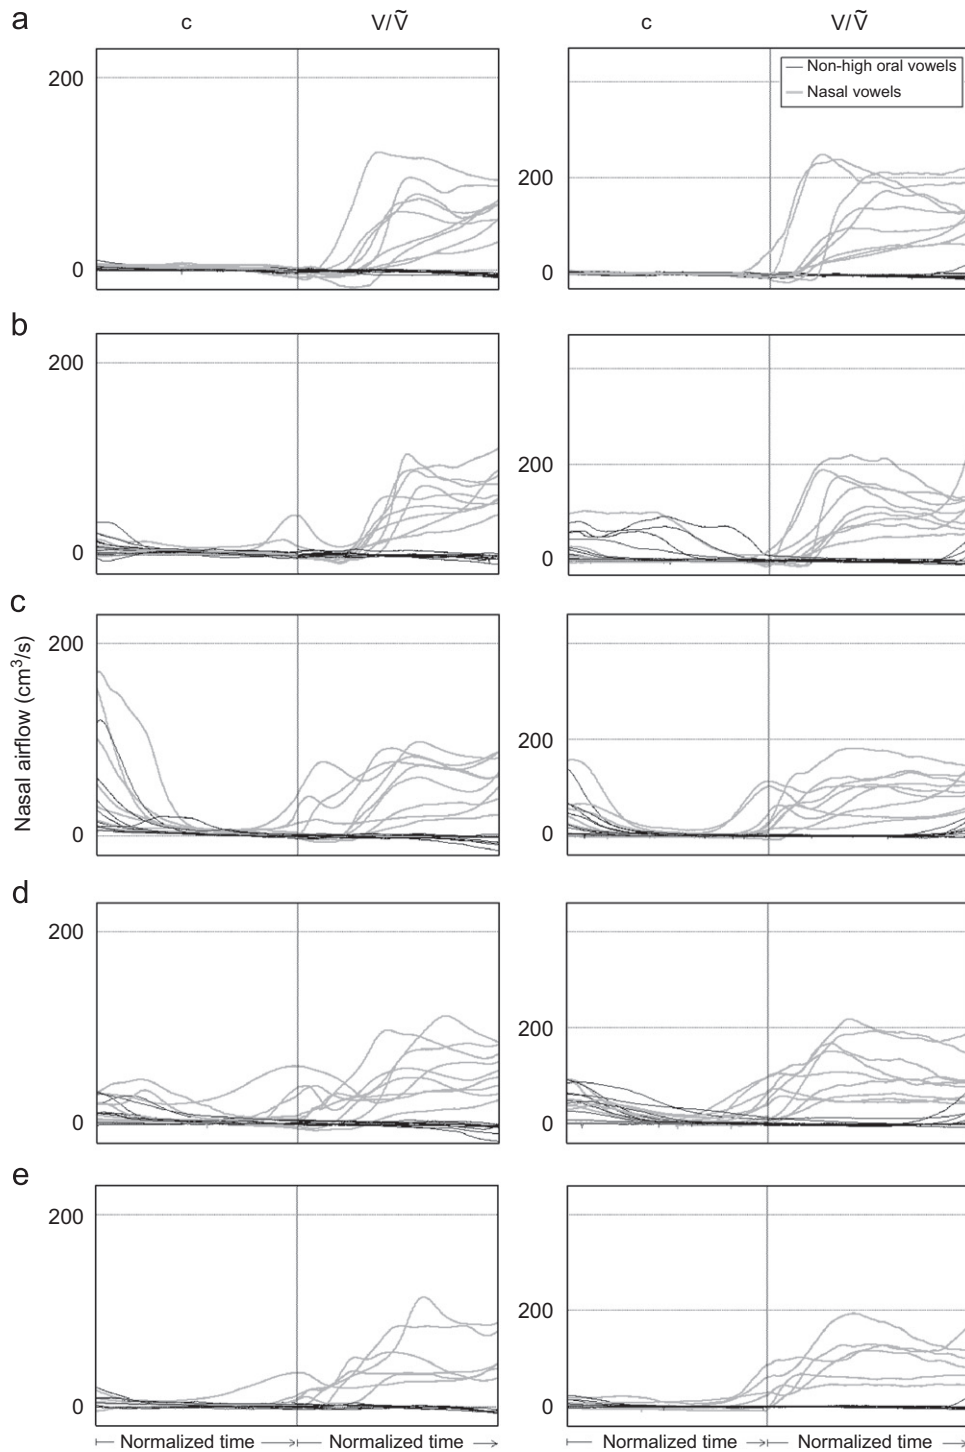 a
c V/Ṽ c V/Ṽ
Non-high oral vowels
Nasal vowels
200
0
200
0
b
200
0
200
0
c
200
0
200
0
Nasal airflow (cm³/s)
d
200
0
200
0
e
200
0
200
0
Normalized time Normalized time Normalized time Normalized time